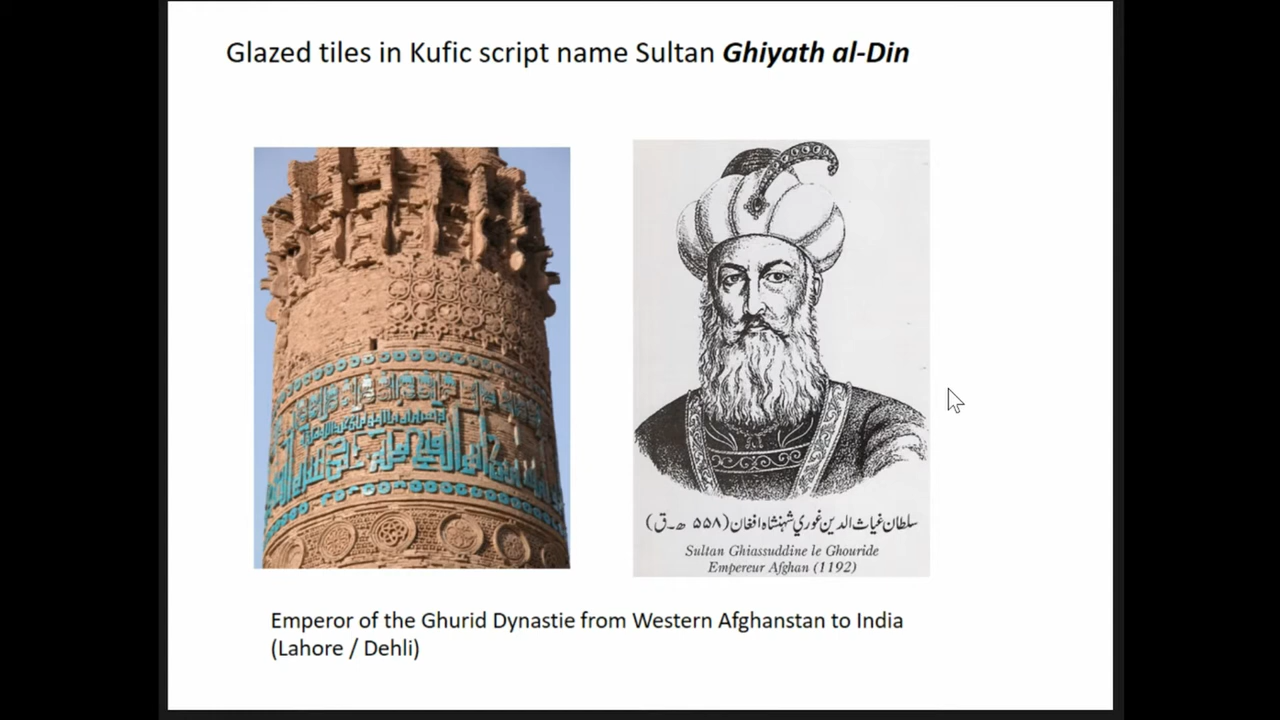 Glazed tiles in Kufic script name Sultan Ghiyath al-Din
سلطان غیاث الدین غوري شهنشاه افغان (۵۵۸ هـ ـ ق)
Sultan Ghiassuddine le Ghouride
Empereur Afghan (1192)
Emperor of the Ghurid Dynastie from Western Afghanstan to India
(Lahore / Dehli)